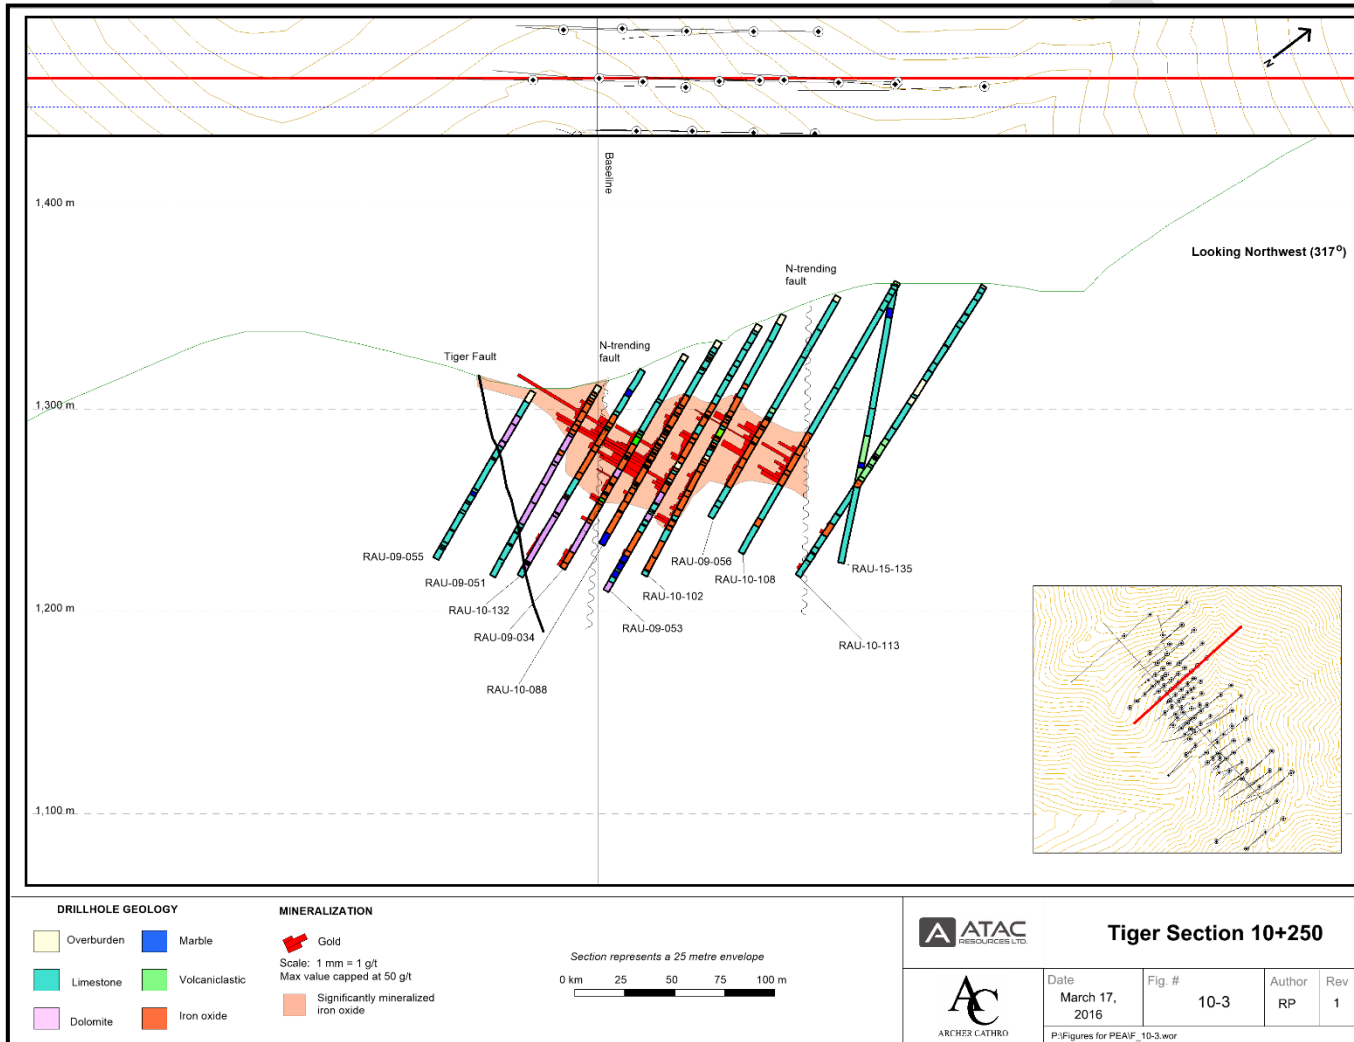 N
Baseline
1,400 m
Looking Northwest (317°)
N-trending
fault
Tiger Fault
N-trending
fault
1,300 m
RAU-09-055
RAU-09-051
RAU-10-132
RAU-09-034
RAU-10-088
RAU-09-053
RAU-10-102
RAU-09-056
RAU-10-108
RAU-15-135
RAU-10-113
1,200 m
1,100 m
DRILLHOLE GEOLOGY
Overburden
Marble
Limestone
Volcaniclastic
Dolomite
Iron oxide
MINERALIZATION
Gold
Scale: 1 mm = 1 g/t
Max value capped at 50 g/t
Significantly mineralized
iron oxide
Section represents a 25 metre envelope
0 km 25 50 75 100 m
ATAC
RESOURCES LTD.
Tiger Section 10+250
AC
ARCHER CATHRO
Date
March 17,
2016
Fig. #
10-3
Author
RP
Rev
1
P:\Figures for PEA\F_10-3.wor